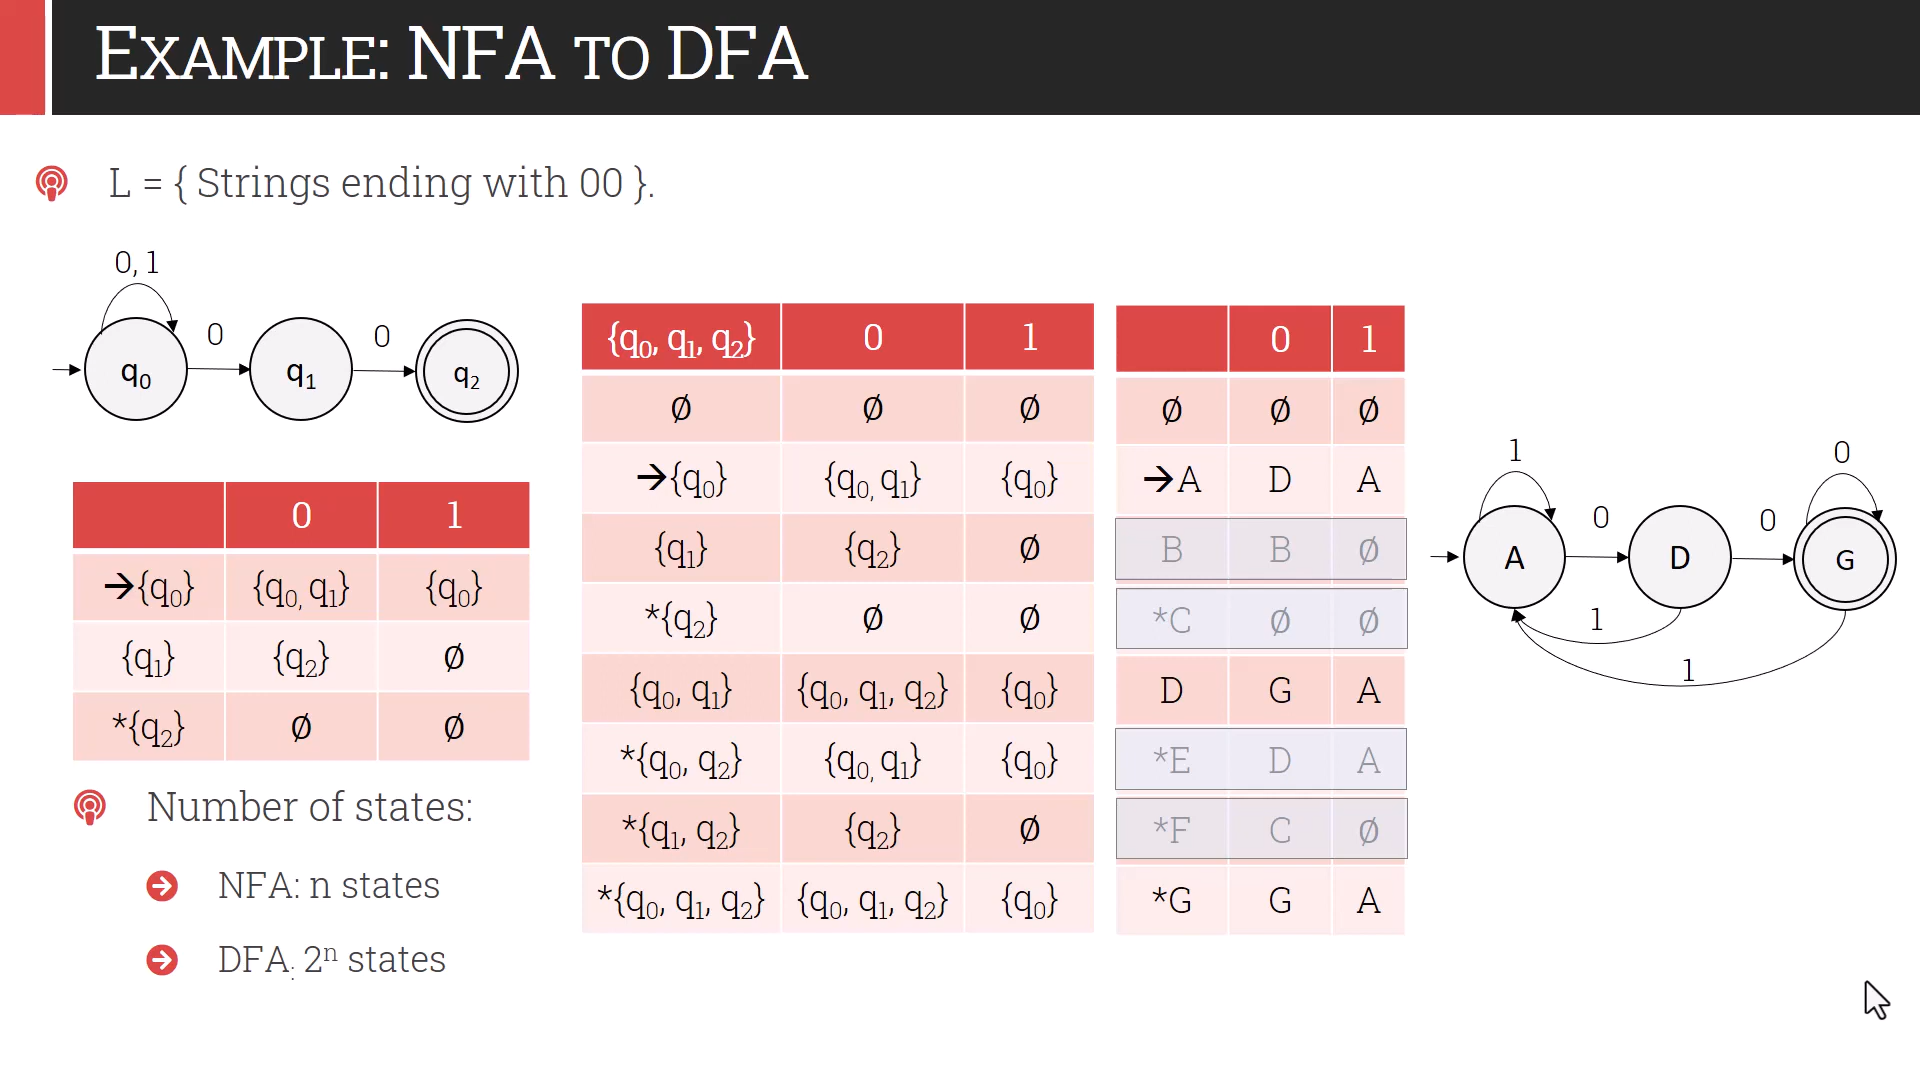 EXAMPLE: NFA TO DFA
L = { Strings ending with 00 }.
0, 1
0 0
q0 q1 q2
0 1
→{q0} {q0, q1} {q0}
{q1} {q2} ∅
*{q2} ∅ ∅
Number of states:
NFA: n states
DFA: 2ⁿ states
{q0, q1, q2} 0 1
∅ ∅ ∅
→{q0} {q0, q1} {q0}
{q1} {q2} ∅
*{q2} ∅ ∅
{q0, q1} {q0, q1, q2} {q0}
*{q0, q2} {q0, q1} {q0}
*{q1, q2} {q2} ∅
*{q0, q1, q2} {q0, q1, q2} {q0}
0 1
∅ ∅ ∅
→A D A
B B ∅
*C ∅ ∅
D G A
*E D A
*F C ∅
*G G A
1 0
0 0
A D G
1
1